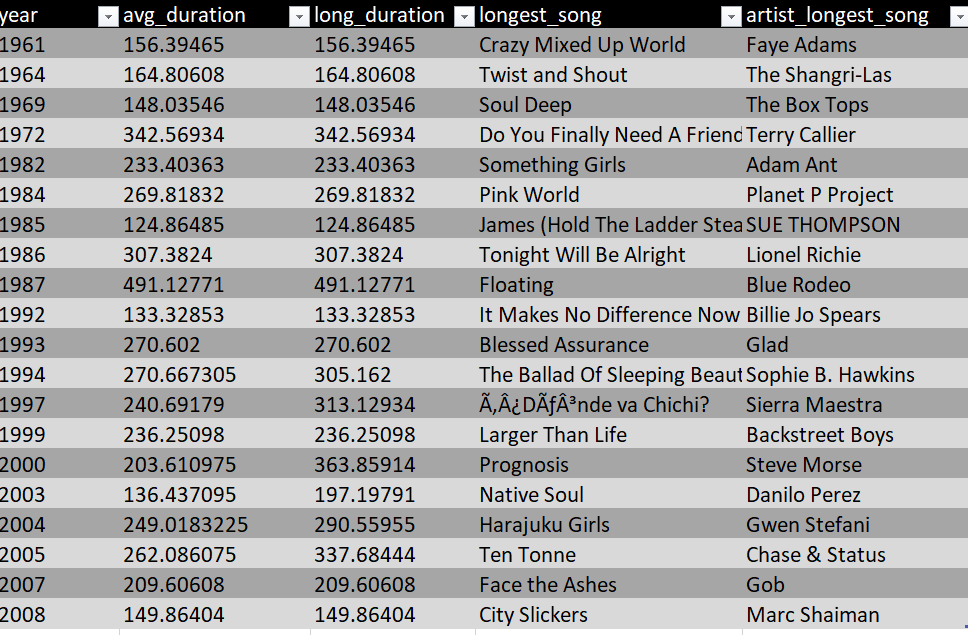 year avg_duration long_duration longest_song artist_longest_song
1961 156.39465 156.39465 Crazy Mixed Up World Faye Adams
1964 164.80608 164.80608 Twist and Shout The Shangri-Las
1969 148.03546 148.03546 Soul Deep The Box Tops
1972 342.56934 342.56934 Do You Finally Need A Friend Terry Callier
1982 233.40363 233.40363 Something Girls Adam Ant
1984 269.81832 269.81832 Pink World Planet P Project
1985 124.86485 124.86485 James (Hold The Ladder Stea SUE THOMPSON
1986 307.3824 307.3824 Tonight Will Be Alright Lionel Richie
1987 491.12771 491.12771 Floating Blue Rodeo
1992 133.32853 133.32853 It Makes No Difference Now Billie Jo Spears
1993 270.602 270.602 Blessed Assurance Glad
1994 270.667305 305.162 The Ballad Of Sleeping Beaut Sophie B. Hawkins
1997 240.69179 313.12934 Ã‚Â¿DÃƒÂ³nde va Chichi? Sierra Maestra
1999 236.25098 236.25098 Larger Than Life Backstreet Boys
2000 203.610975 363.85914 Prognosis Steve Morse
2003 136.437095 197.19791 Native Soul Danilo Perez
2004 249.0183225 290.55955 Harajuku Girls Gwen Stefani
2005 262.086075 337.68444 Ten Tonne Chase & Status
2007 209.60608 209.60608 Face the Ashes Gob
2008 149.86404 149.86404 City Slickers Marc Shaiman